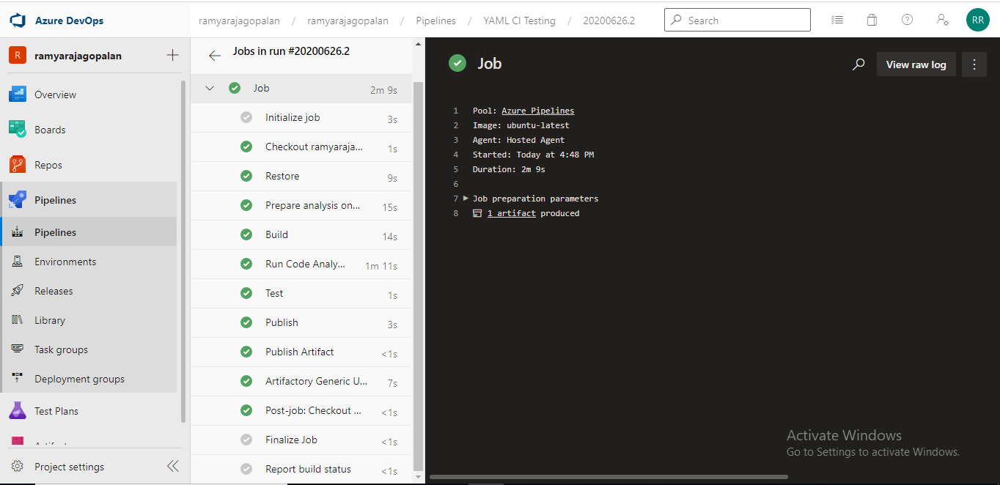 Azure DevOps
ramyarajagopalan / ramyarajagopalan / Pipelines / YAML CI Testing / 20200626.2
Search
RR
R
ramyarajagopalan
Overview
Boards
Repos
Pipelines
Pipelines
Environments
Releases
Library
Task groups
Deployment groups
Test Plans
Project settings
Jobs in run #20200626.2
Job 2m 9s
Initialize job 3s
Checkout ramyaraja... 1s
Restore 9s
Prepare analysis on... 15s
Build 14s
Run Code Analy... 1m 11s
Test 1s
Publish 3s
Publish Artifact <1s
Artifactory Generic U... 7s
Post-job: Checkout ... <1s
Finalize Job <1s
Report build status <1s
Job
View raw log
1 Pool: Azure Pipelines
2 Image: ubuntu-latest
3 Agent: Hosted Agent
4 Started: Today at 4:48 PM
5 Duration: 2m 9s
6
7 Job preparation parameters
8 1 artifact produced
Activate Windows
Go to Settings to activate Windows.